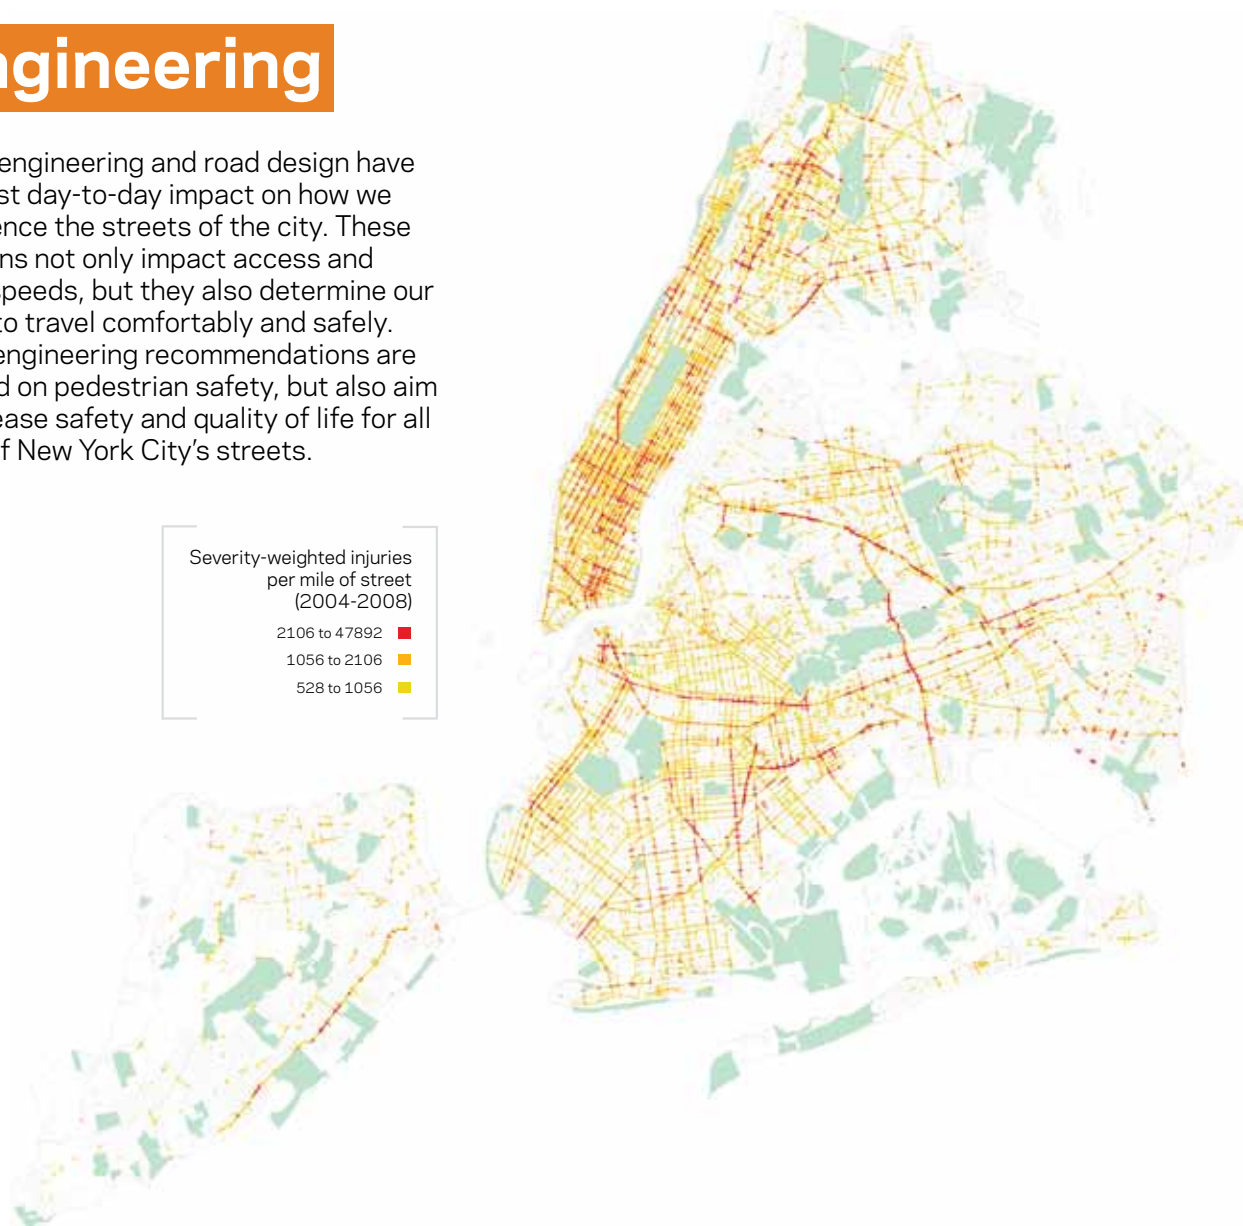 ngineering
engineering and road design have
st day-to-day impact on how we
ence the streets of the city. These
ns not only impact access and
speeds, but they also determine our
to travel comfortably and safely.
engineering recommendations are
d on pedestrian safety, but also aim
ease safety and quality of life for all
f New York City's streets.
Severity-weighted injuries
per mile of street
(2004-2008)
2106 to 47892
1056 to 2106
528 to 1056